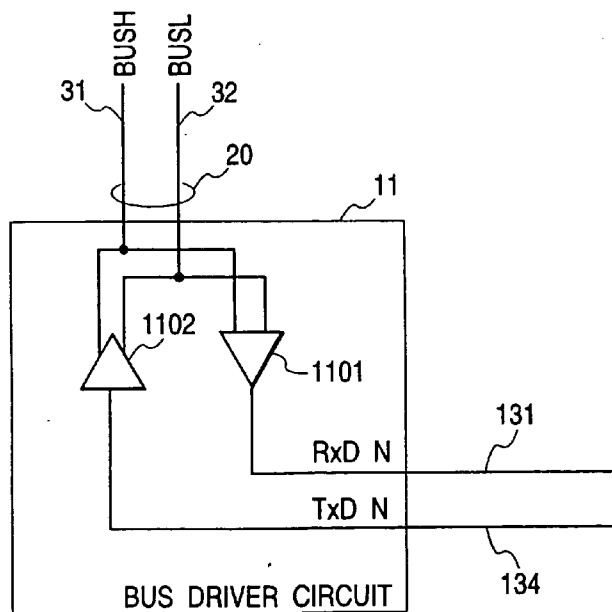 BUSH
BUSL
31
32
20
11
1102
1101
RxD N
131
TxD N
134
BUS DRIVER CIRCUIT